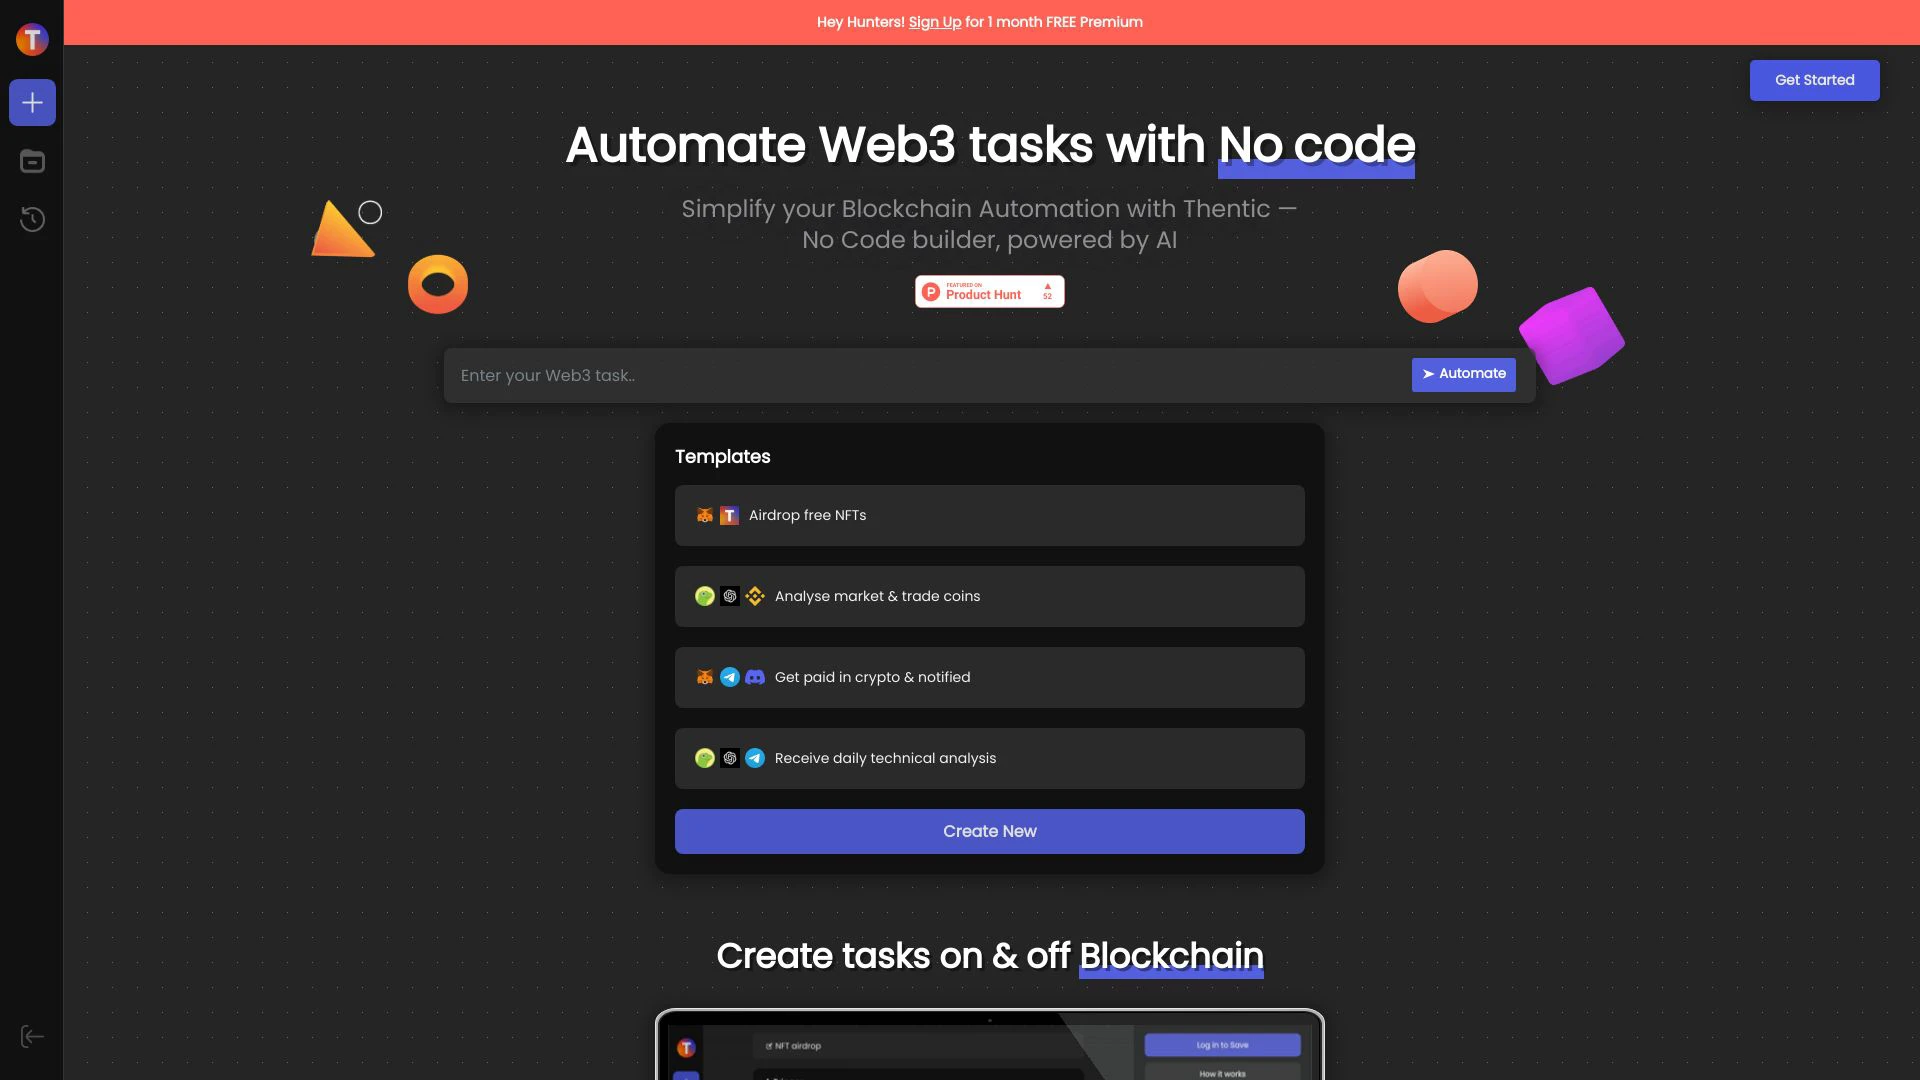 Hey Hunters! Sign Up for 1 month FREE Premium
T
Get Started
Automate Web3 tasks with No code
Simplify your Blockchain Automation with Thentic —
No Code builder, powered by AI
P
FEATURED ON
Product Hunt
▲
52
Enter your Web3 task..
➤ Automate
Templates
T
Airdrop free NFTs
Analyse market & trade coins
Get paid in crypto & notified
Receive daily technical analysis
Create New
Create tasks on & off Blockchain
T
NFT airdrop
Log in to Save
How it works